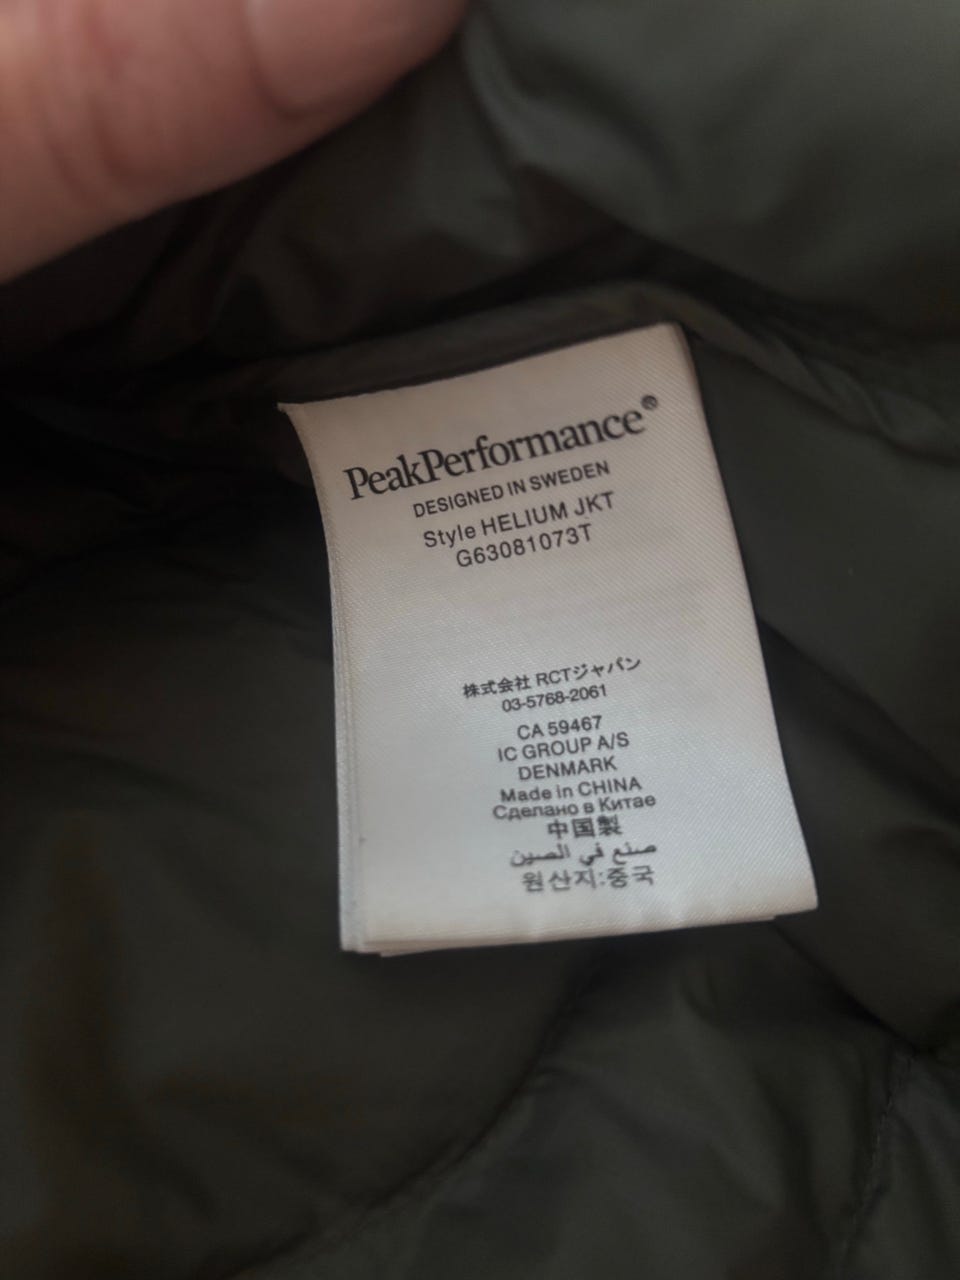 PeakPerformance®
DESIGNED IN SWEDEN
Style HELIUM JKT
G63081073T
株式会社 RCTジャパン
03-5768-2061
CA 59467
IC GROUP A/S
DENMARK
Made in CHINA
Сделано в Китае
中国製
صنع في الصين
원산지:중국